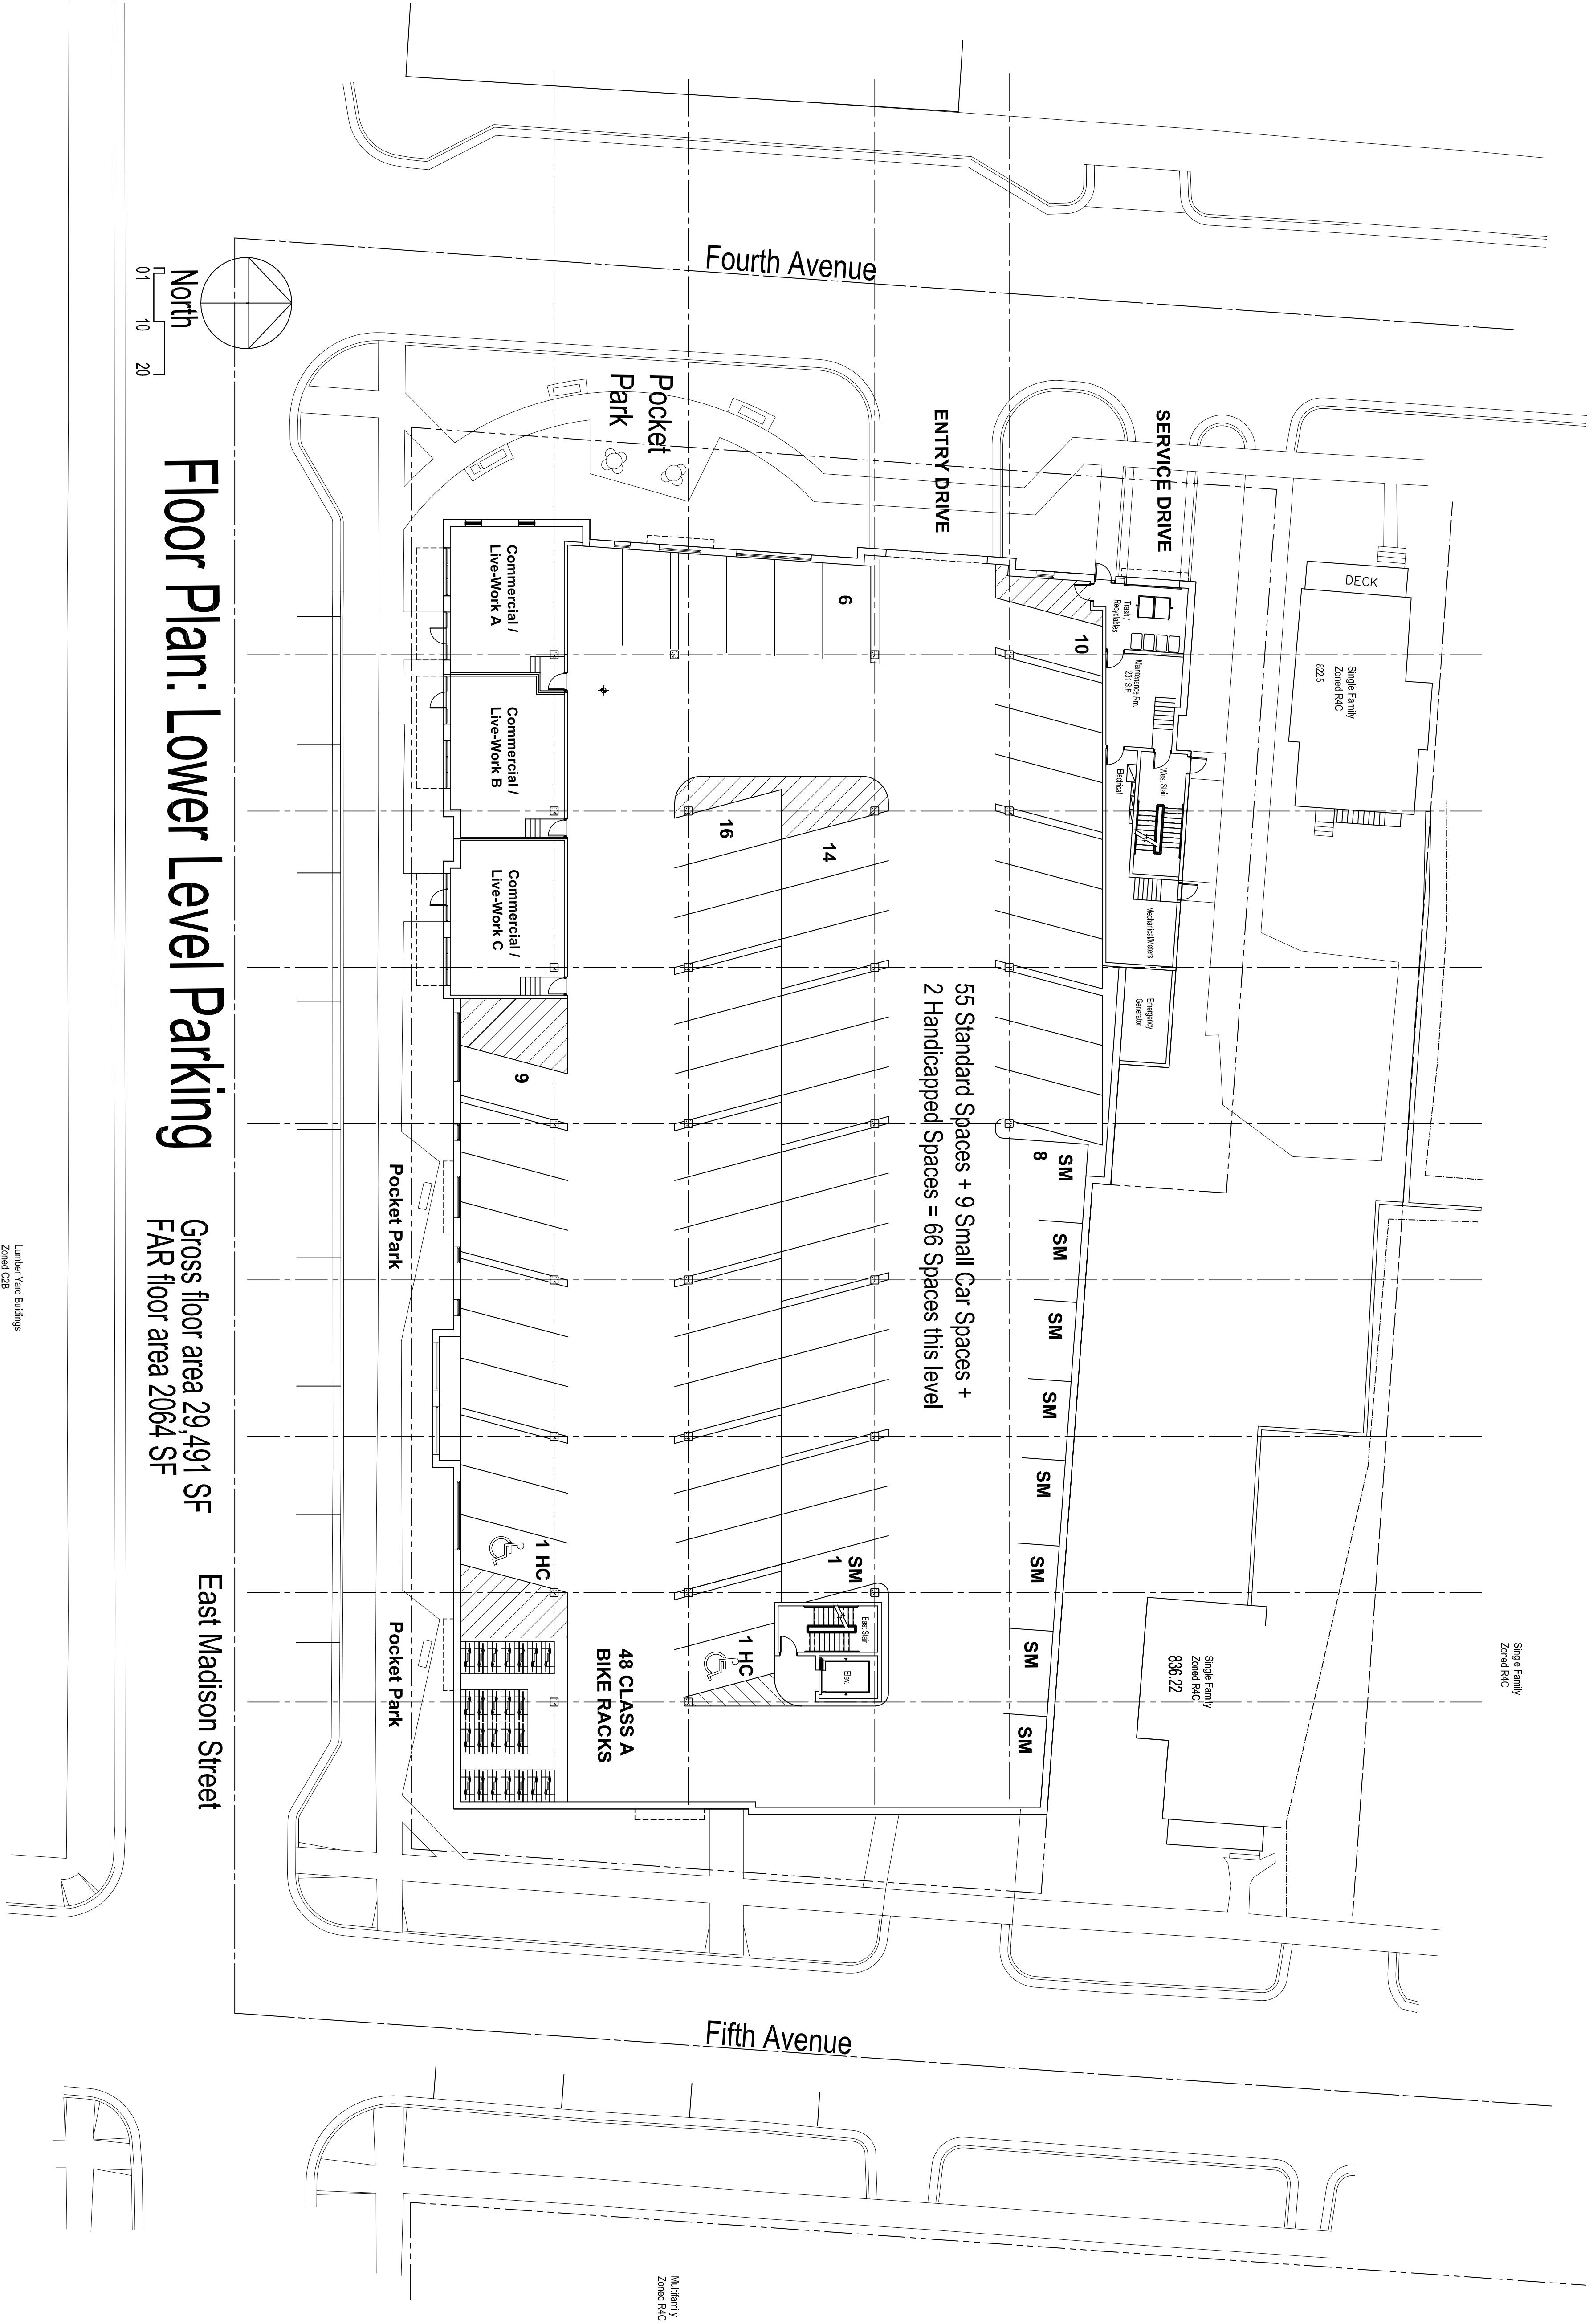 Single Family
Zoned R4C
Single Family
Zoned R4C
822.5
DECK
Single Family
Zoned R4C
836.22
SERVICE DRIVE
ENTRY DRIVE
Fourth Avenue
Fifth Avenue
Pocket
Park
Trash /
Recyclables
Maintenance Rm.
231 S.F.
West Stair
Electrical
Mechanical/Meters
Emergency
Generator
10
6
SM
8
SM
SM
SM
SM
SM
SM
SM
55 Standard Spaces + 9 Small Car Spaces +
2 Handicapped Spaces = 66 Spaces this level
14
16
SM
1
East Stair
Elev.
1 HC
48 CLASS A
BIKE RACKS
1 HC
9
Commercial /
Live-Work A
Commercial /
Live-Work B
Commercial /
Live-Work C
Pocket Park
Pocket Park
North
0 1 10 20
Floor Plan: Lower Level Parking
Gross floor area 29,491 SF
FAR floor area 2064 SF
East Madison Street
Lumber Yard Buidings
Zoned C2B
Multifamily
Zoned R4C